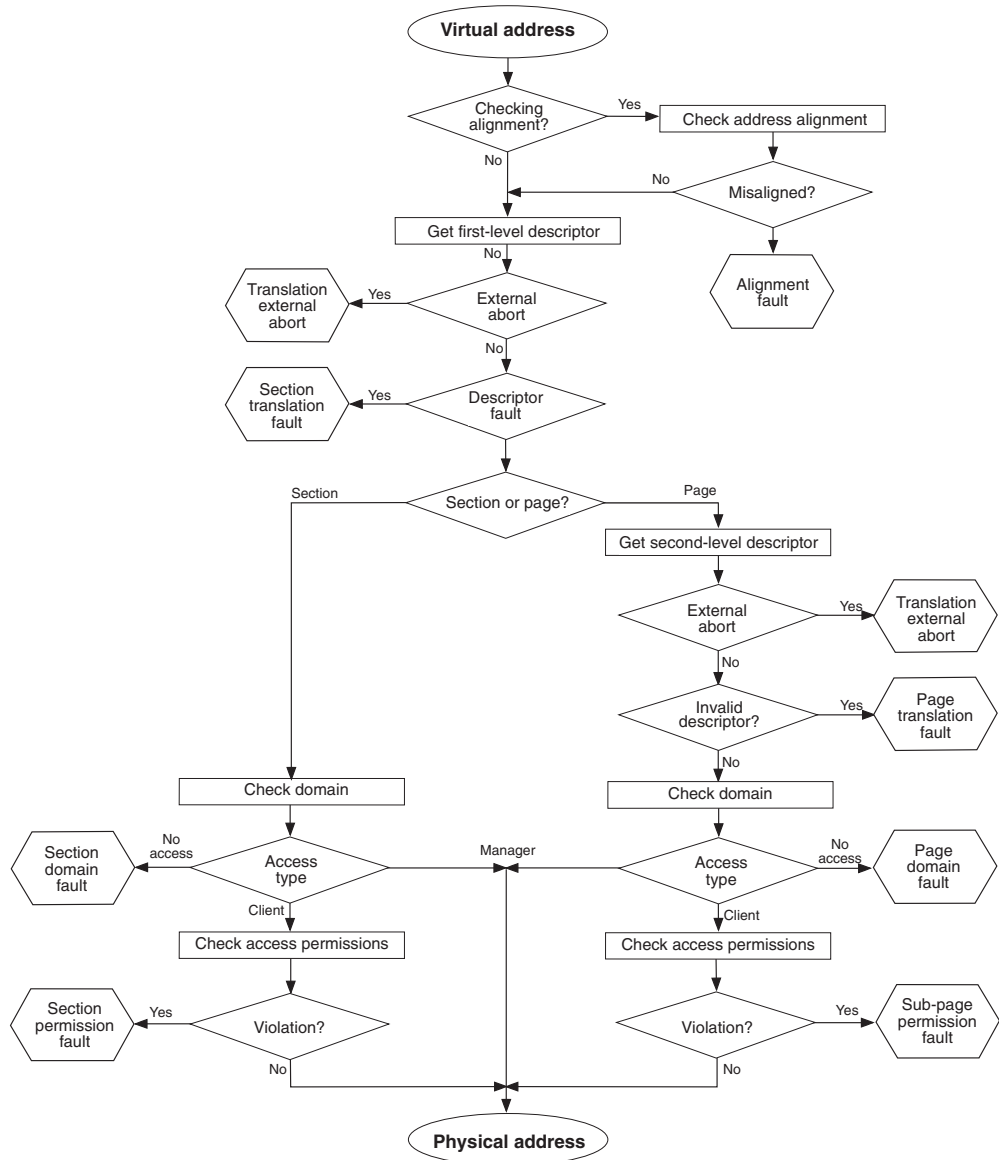 Virtual address
Checking
alignment?
Yes
Check address alignment
No
No
Misaligned?
Get first-level descriptor
No
Alignment
fault
Translation
external
abort
Yes
External
abort
No
Section
translation
fault
Yes
Descriptor
fault
Section
Section or page?
Page
Get second-level descriptor
External
abort
Yes
Translation
external
abort
No
Invalid
descriptor?
Yes
Page
translation
fault
No
Check domain
Check domain
Section
domain
fault
No
access
Access
type
Manager
Access
type
No
access
Page
domain
fault
Client
Client
Check access permissions
Check access permissions
Section
permission
fault
Yes
Violation?
Violation?
Yes
Sub-page
permission
fault
No
No
Physical address